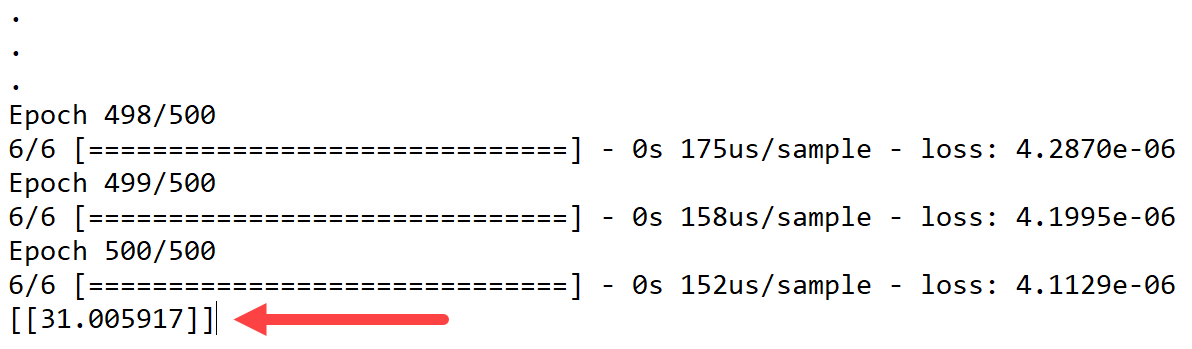 .
.
.
Epoch 498/500
6/6 [==============================] - 0s 175us/sample - loss: 4.2870e-06
Epoch 499/500
6/6 [==============================] - 0s 158us/sample - loss: 4.1995e-06
Epoch 500/500
6/6 [==============================] - 0s 152us/sample - loss: 4.1129e-06
[[31.005917]]